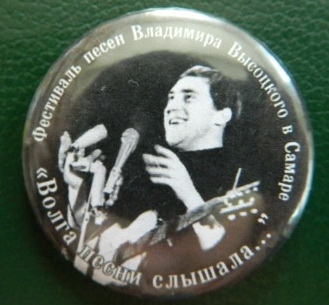 Фестиваль песен Владимира Высоцкого в Самаре
«Волга песни слышала...»